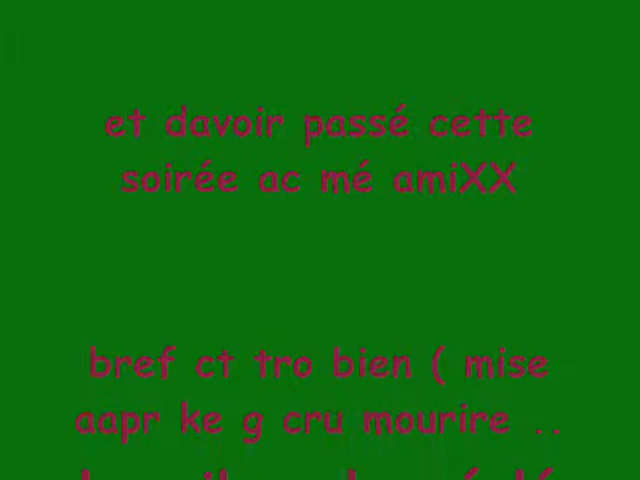 et davoir passé cette
soirée ac mé amiXX
bref ct tro bien ( mise
aapr ke g cru mourire ..